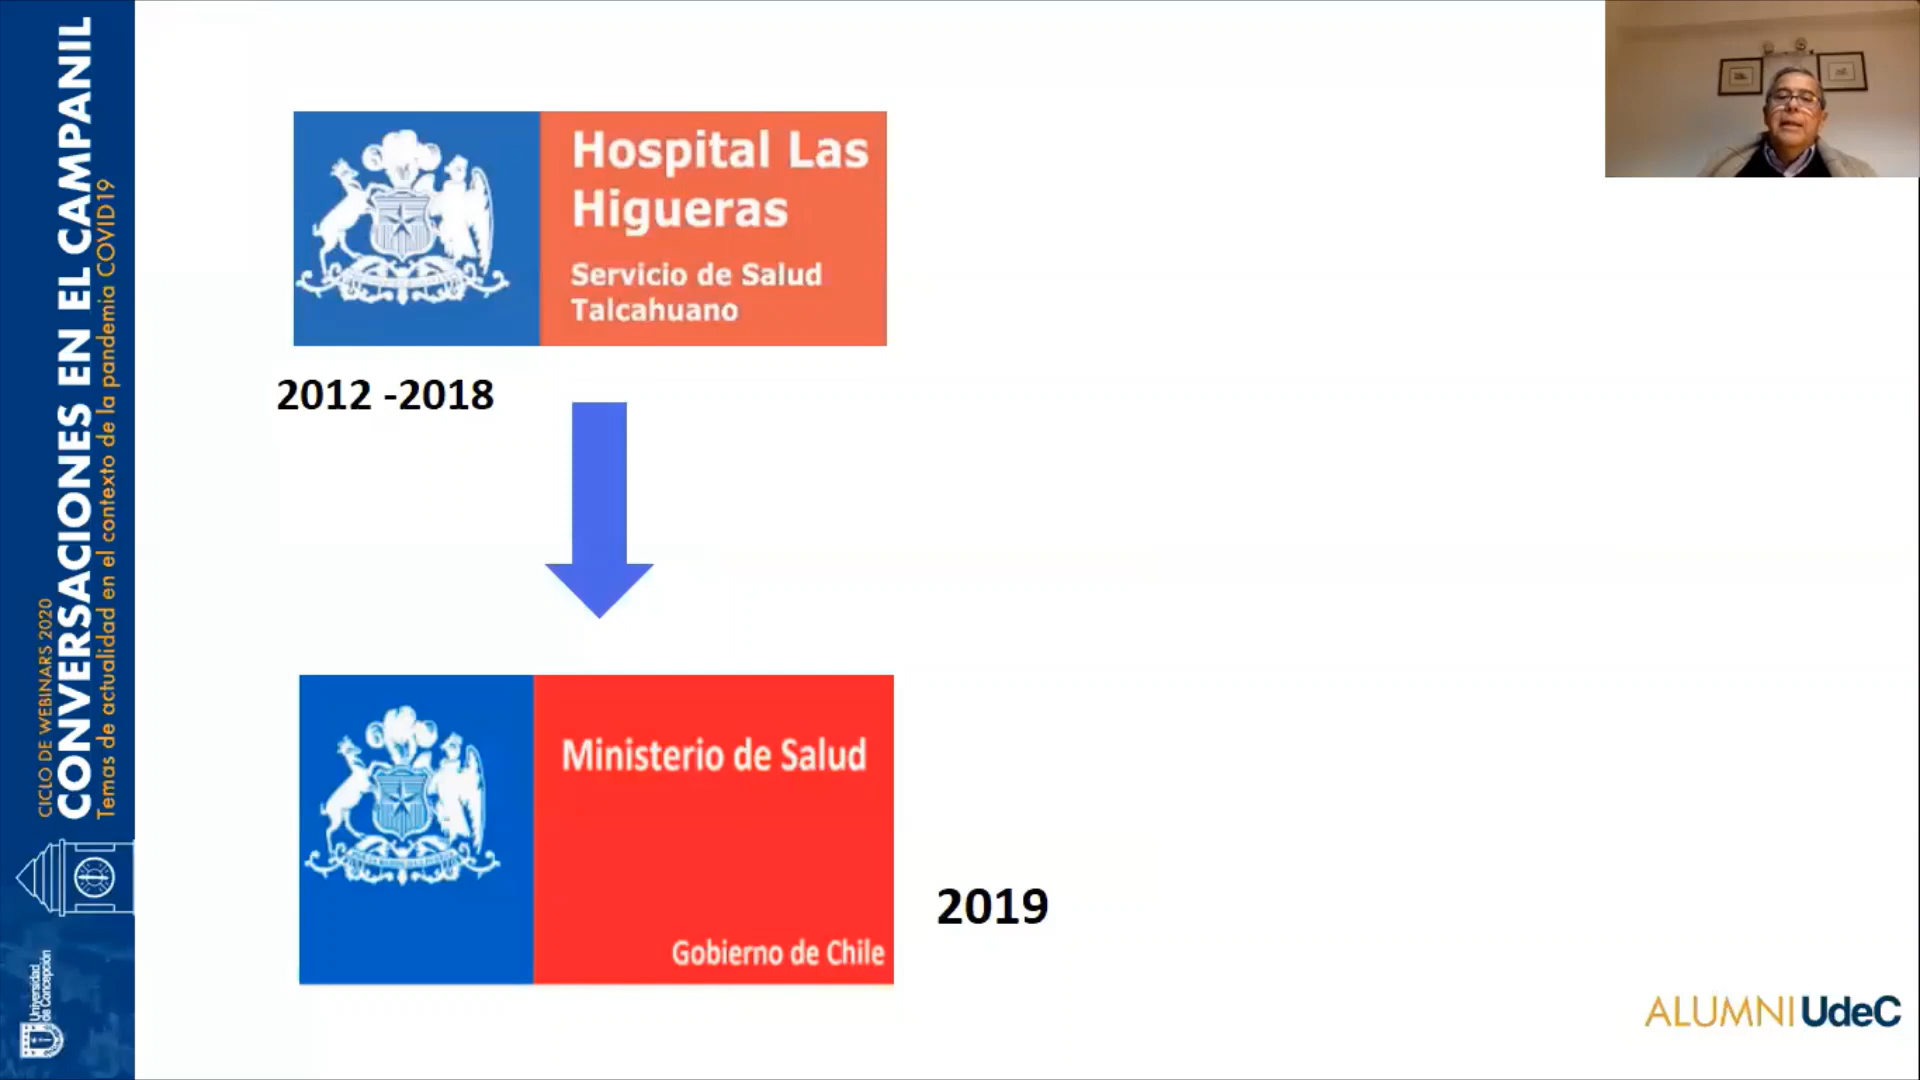 CICLO DE WEBINARS 2020
CONVERSACIONES EN EL CAMPANIL
Temas de actualidad en el contexto de la pandemia COVID19
Universidad
de Concepción
Hospital Las
Higueras
Servicio de Salud
Talcahuano
2012 -2018
Ministerio de Salud
Gobierno de Chile
2019
ALUMNI UdeC